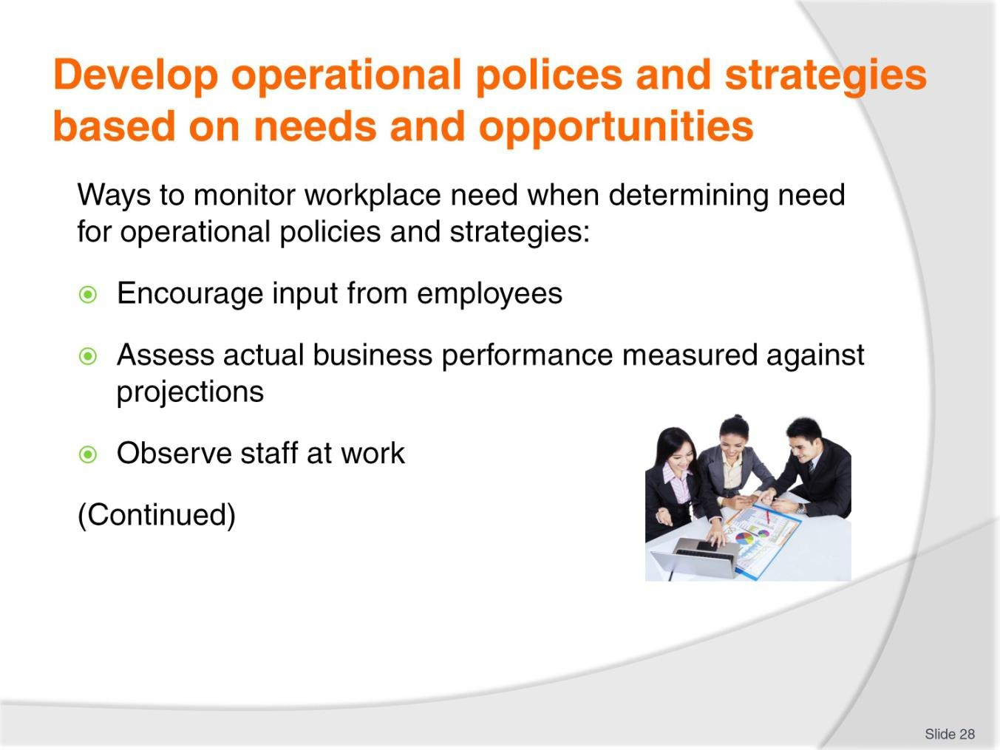 Develop operational polices and strategies
based on needs and opportunities
Ways to monitor workplace need when determining need
for operational policies and strategies:
Encourage input from employees
Assess actual business performance measured against
projections
Observe staff at work
(Continued)
Slide 28